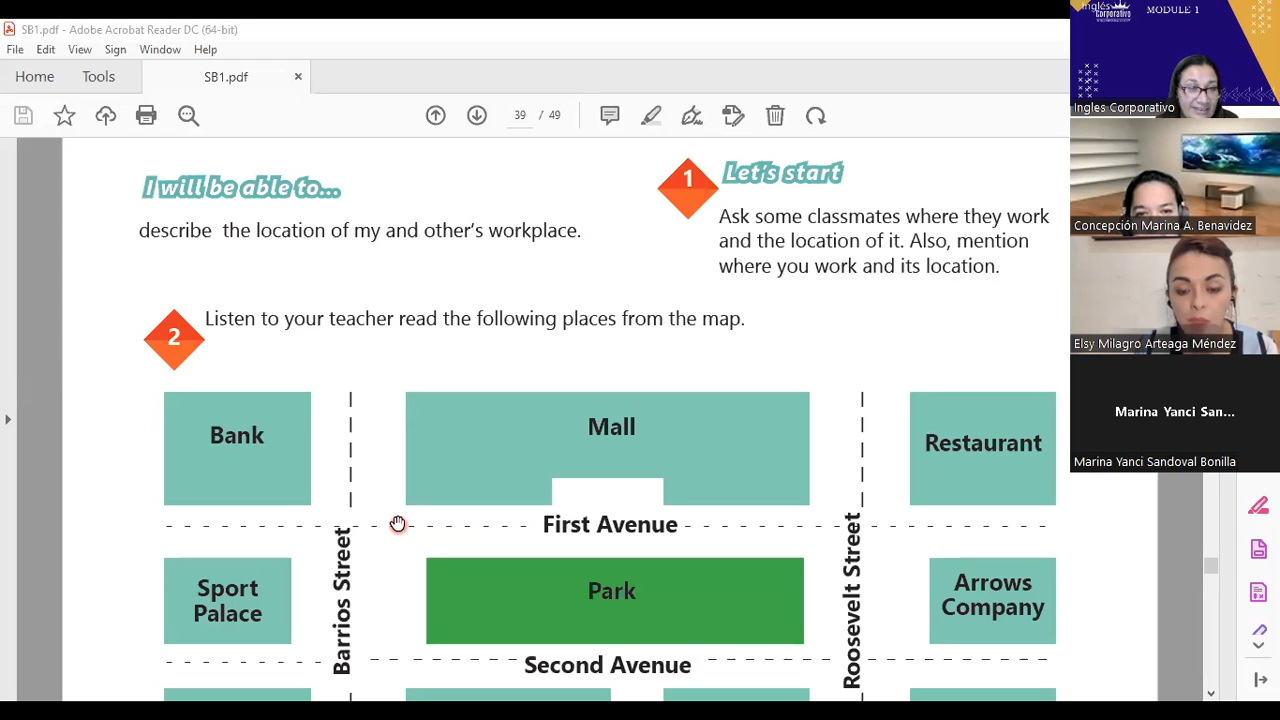 SB1.pdf - Adobe Acrobat Reader DC (64-bit)
File Edit View Sign Window Help
Home Tools SB1.pdf ×
39 / 49
I will be able to...
describe the location of my and other's workplace.
1
Let's start
Ask some classmates where they work
and the location of it. Also, mention
where you work and its location.
2
Listen to your teacher read the following places from the map.
Bank
Mall
Restaurant
First Avenue
Barrios Street
Roosevelt Street
Sport
Palace
Park
Arrows
Company
Second Avenue
Inglés
Corporativo
MODULE 1
Ingles Corporativo
Concepción Marina A. Benavidez
Elsy Milagro Arteaga Méndez
Marina Yanci San...
Marina Yanci Sandoval Bonilla